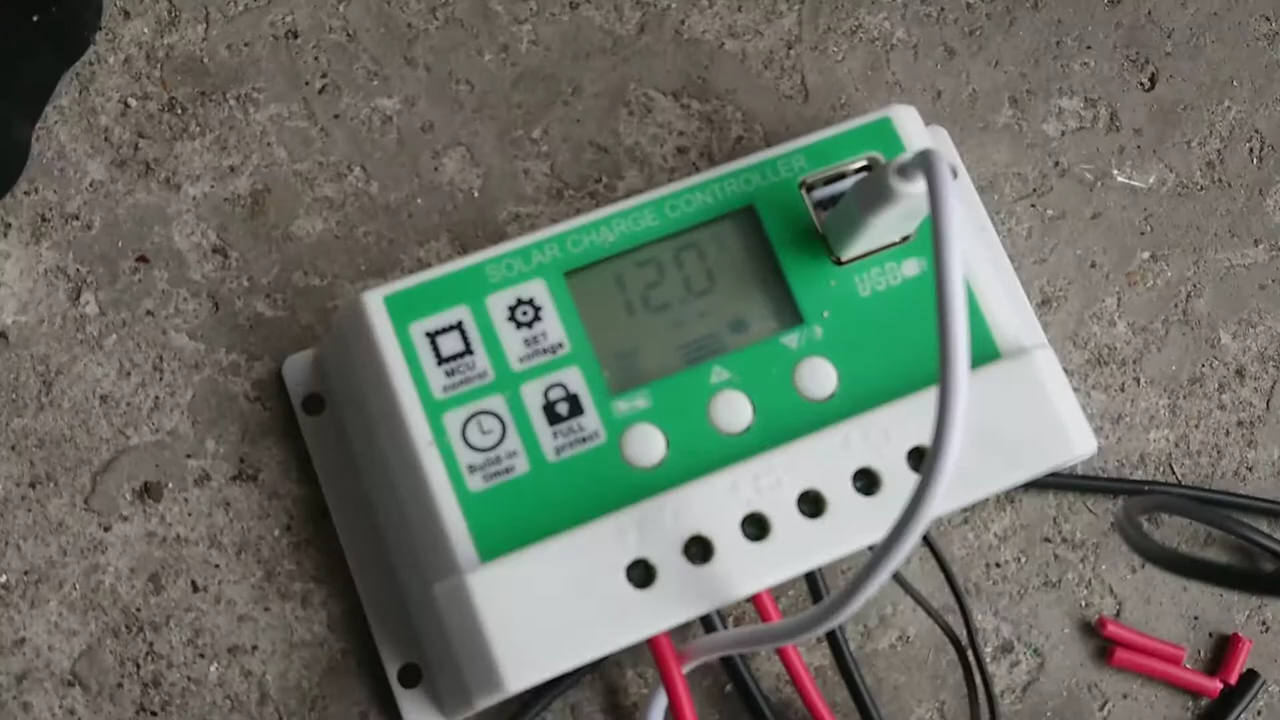 SOLAR CHARGE CONTROLLER
12.0
USB
MCU
control
SET
voltage
Build-in
timer
FULL
protect